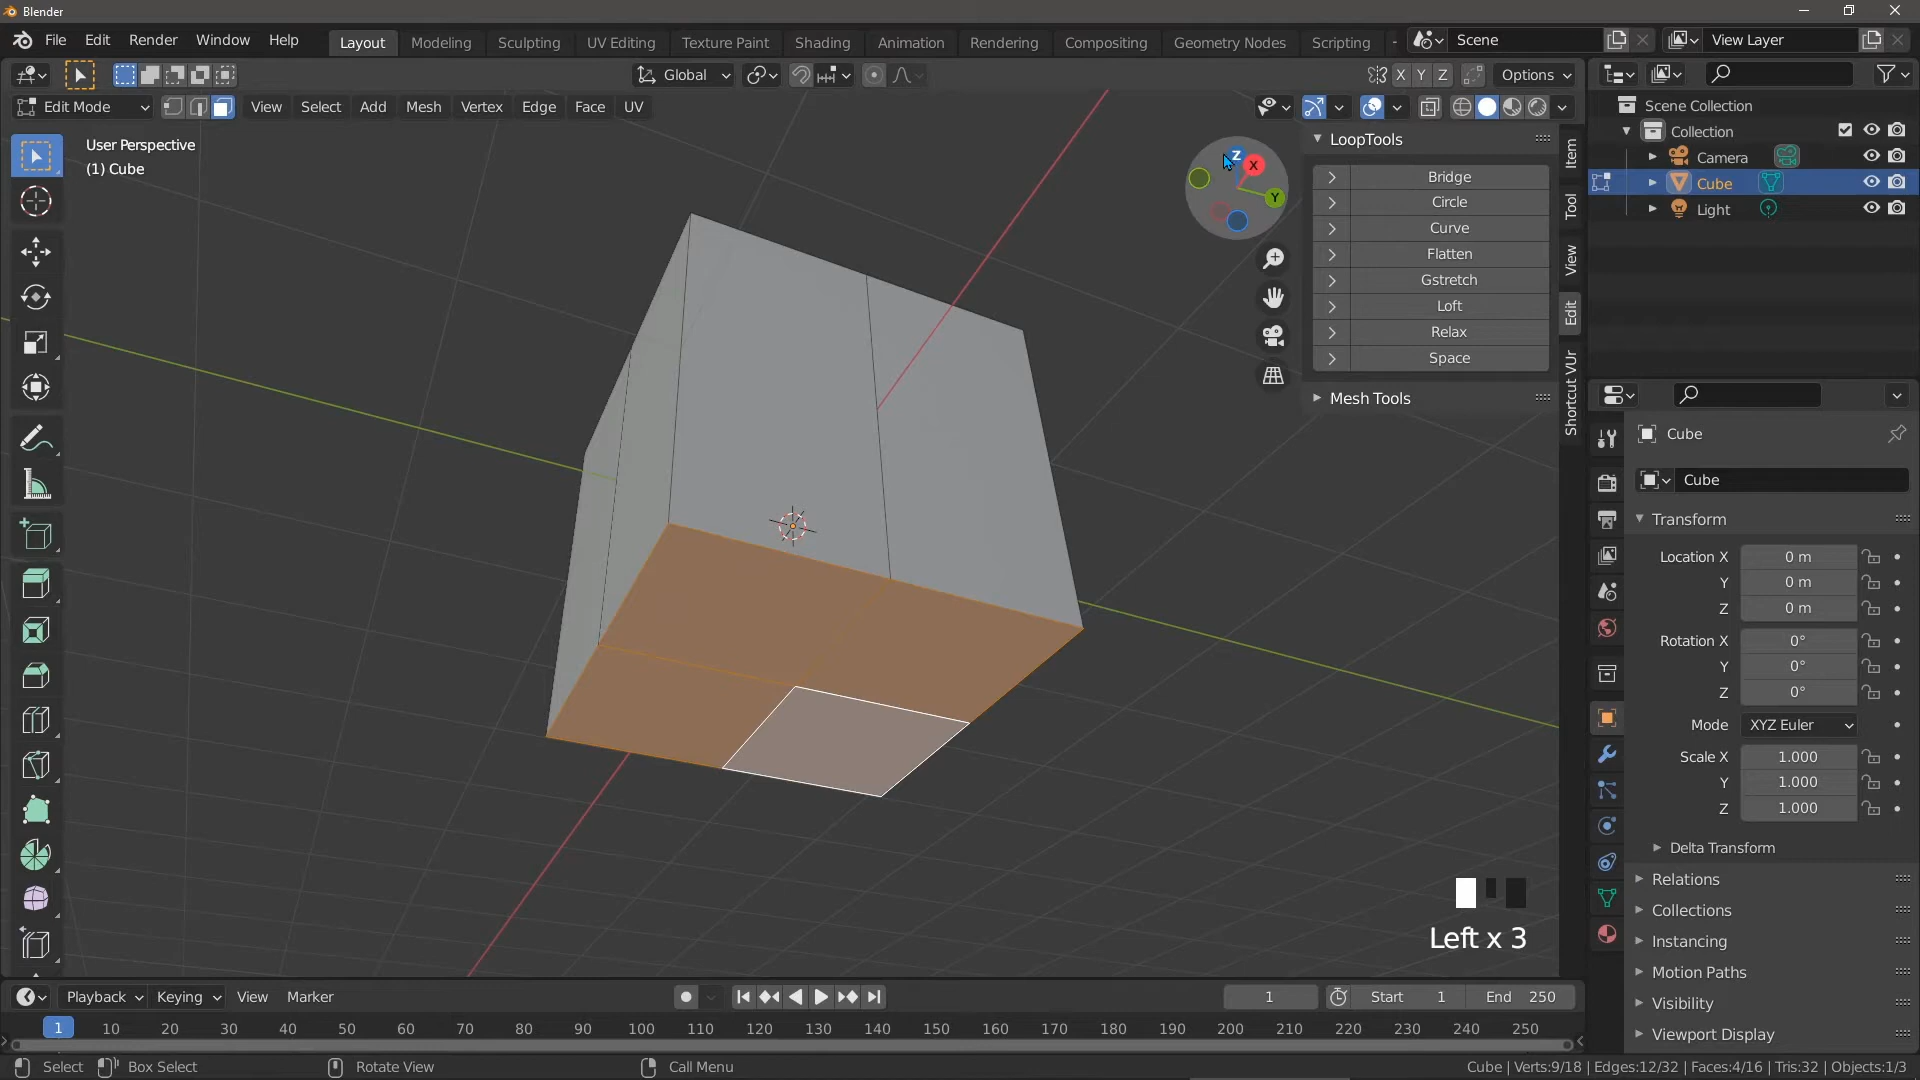 Blender
File Edit Render Window Help Layout Modeling Sculpting UV Editing Texture Paint Shading Animation Rendering Compositing Geometry Nodes Scripting Scene View Layer
Global X Y Z Options
Edit Mode View Select Add Mesh Vertex Edge Face UV
User Perspective
(1) Cube
Z
X
Y
LoopTools
Bridge
Circle
Curve
Flatten
Gstretch
Loft
Relax
Space
Mesh Tools
Item
Tool
View
Edit
Shortcut VUr
Scene Collection
Collection
Camera
Cube
Light
Cube
Cube
Transform
Location X 0 m
Y 0 m
Z 0 m
Rotation X 0°
Y 0°
Z 0°
Mode XYZ Euler
Scale X 1.000
Y 1.000
Z 1.000
Delta Transform
Relations
Collections
Instancing
Motion Paths
Visibility
Viewport Display
Left x 3
Playback Keying View Marker 1 Start 1 End 250
1 10 20 30 40 50 60 70 80 90 100 110 120 130 140 150 160 170 180 190 200 210 220 230 240 250
Select Box Select Rotate View Call Menu Cube | Verts:9/18 | Edges:12/32 | Faces:4/16 | Tris:32 | Objects:1/3